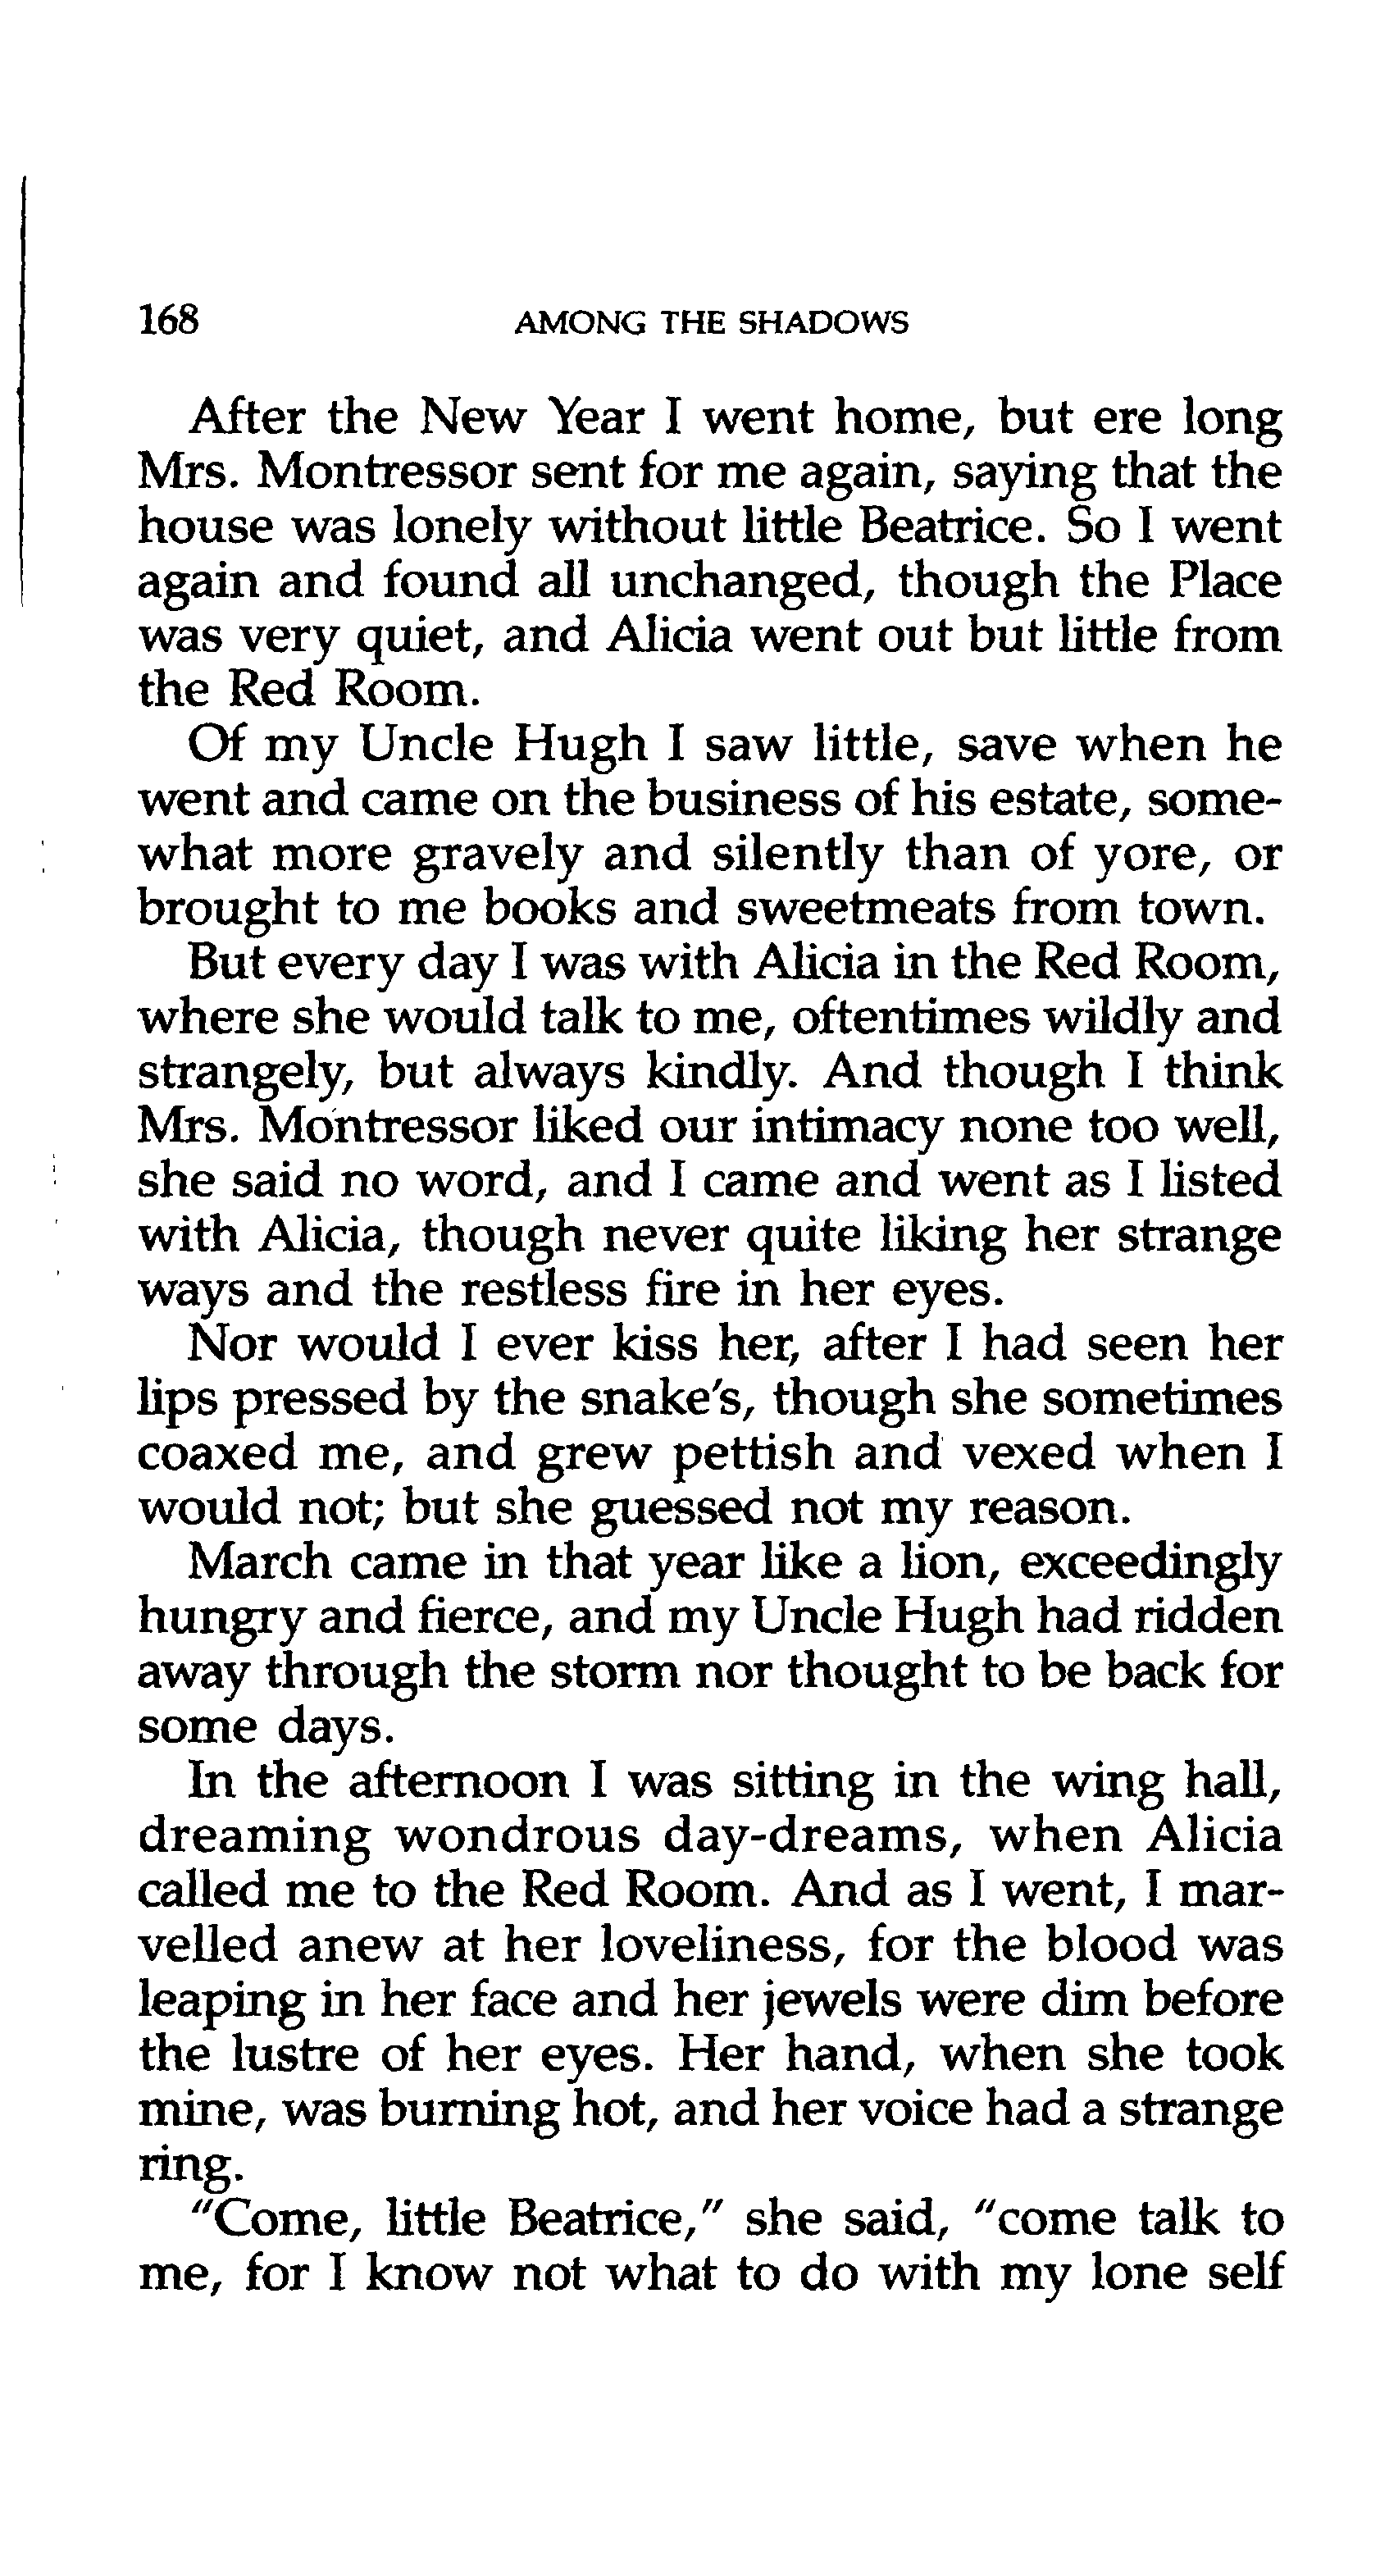 168 AMONG THE SHADOWS
After the New Year I went home, but ere long
Mrs. Montressor sent for me again, saying that the
house was lonely without little Beatrice. So I went
again and found all unchanged, though the Place
was very quiet, and Alicia went out but little from
the Red Room.
Of my Uncle Hugh I saw little, save when he
went and came on the business of his estate, some-
what more gravely and silently than of yore, or
brought to me books and sweetmeats from town.
But every day I was with Alicia in the Red Room,
where she would talk to me, oftentimes wildly and
strangely, but always kindly. And though I think
Mrs. Montressor liked our intimacy none too well,
she said no word, and I came and went as I listed
with Alicia, though never quite liking her strange
ways and the restless fire in her eyes.
Nor would I ever kiss her, after I had seen her
lips pressed by the snake's, though she sometimes
coaxed me, and grew pettish and vexed when I
would not; but she guessed not my reason.
March came in that year like a lion, exceedingly
hungry and fierce, and my Uncle Hugh had ridden
away through the storm nor thought to be back for
some days.
In the afternoon I was sitting in the wing hall,
dreaming wondrous day-dreams, when Alicia
called me to the Red Room. And as I went, I mar-
velled anew at her loveliness, for the blood was
leaping in her face and her jewels were dim before
the lustre of her eyes. Her hand, when she took
mine, was burning hot, and her voice had a strange
ring.
"Come, little Beatrice," she said, "come talk to
me, for I know not what to do with my lone self